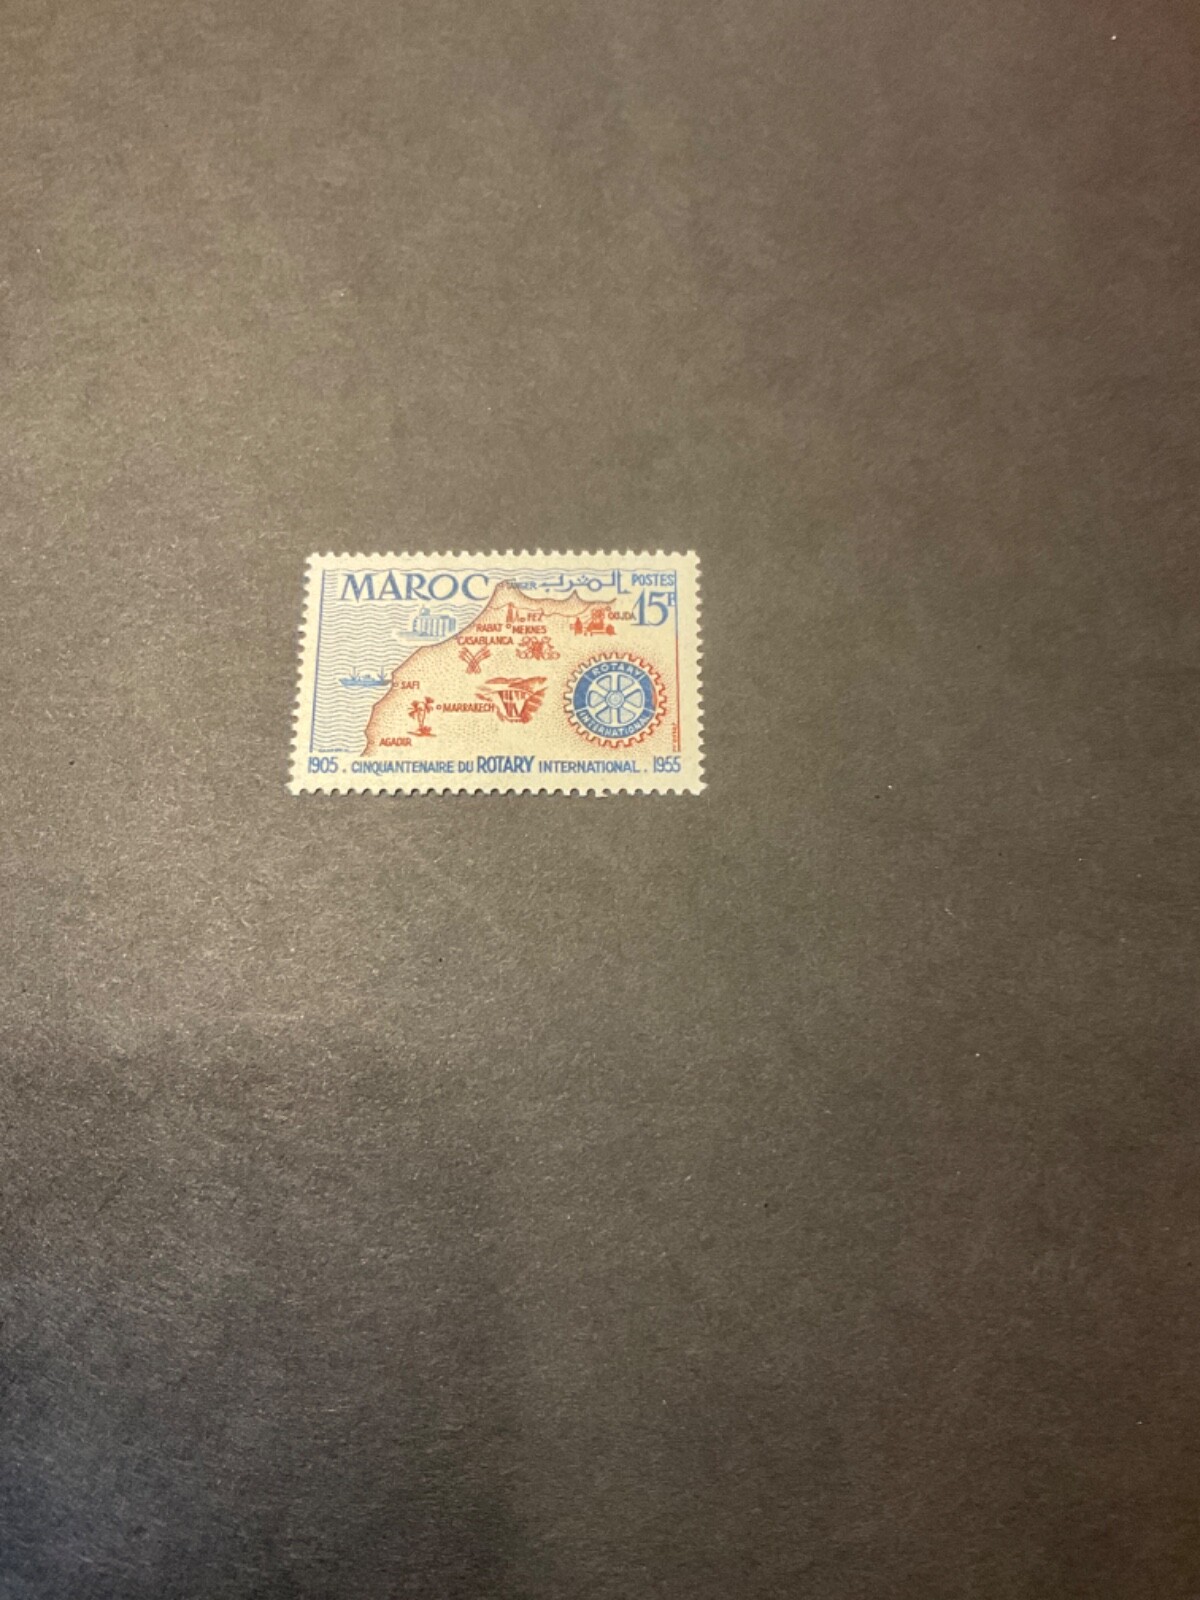 MAROC TANGER المغرب POSTES
15F
FEZ OUJDA
RABAT MEKNES
CASABLANCA
SAFI
MARRAKECH
AGADIR
ROTARY
INTERNATIONAL
1905 . CINQUANTENAIRE DU ROTARY INTERNATIONAL . 1955